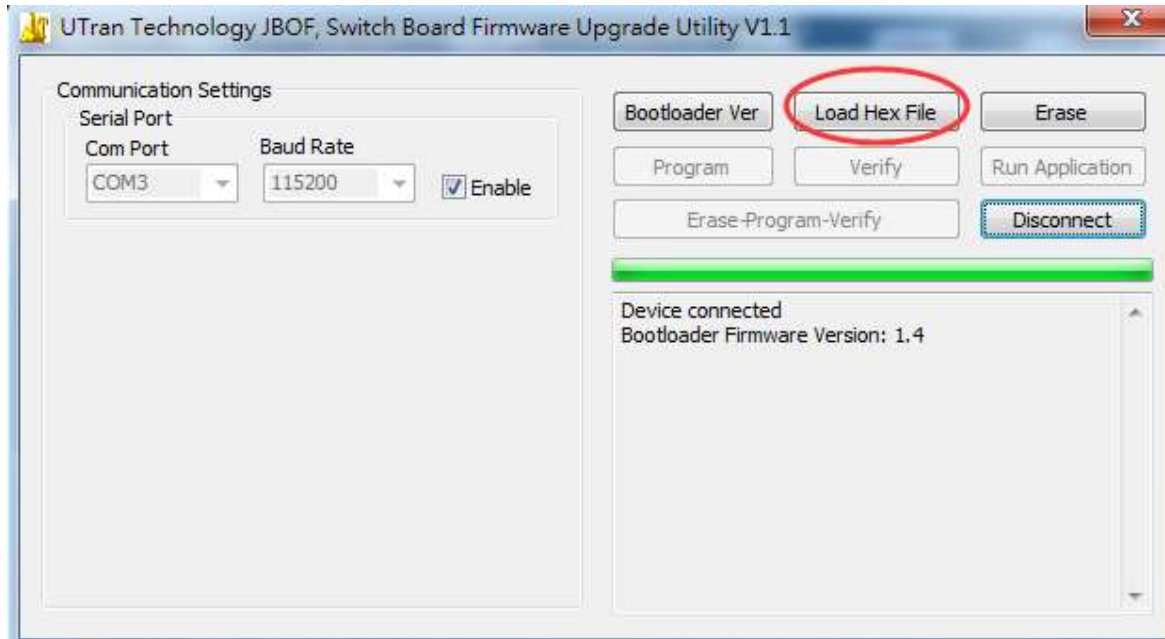 UTran Technology JBOF, Switch Board Firmware Upgrade Utility V1.1
Communication Settings
Serial Port
Com Port Baud Rate
COM3 115200 Enable
Bootloader Ver Load Hex File Erase
Program Verify Run Application
Erase-Program-Verify Disconnect
Device connected
Bootloader Firmware Version: 1.4